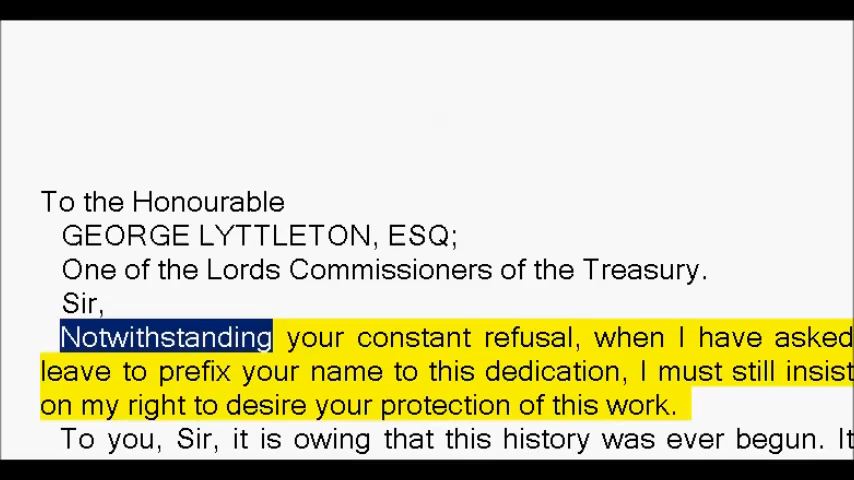 To the Honourable
GEORGE LYTTLETON, ESQ;
One of the Lords Commissioners of the Treasury.
Sir,
Notwithstanding your constant refusal, when I have asked
leave to prefix your name to this dedication, I must still insist
on my right to desire your protection of this work.
To you, Sir, it is owing that this history was ever begun. It